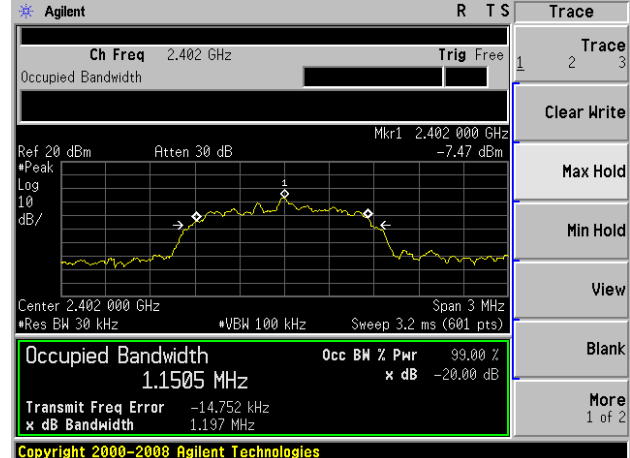 Agilent R T S Trace
Ch Freq 2.402 GHz Trig Free
Occupied Bandwidth
Trace
1 2 3
Clear Write
Max Hold
Min Hold
View
Blank
More
1 of 2
Mkr1 2.402 000 GHz
Ref 20 dBm Atten 30 dB -7.47 dBm
#Peak
Log
10
dB/
1
Center 2.402 000 GHz Span 3 MHz
#Res BW 30 kHz #VBW 100 kHz Sweep 3.2 ms (601 pts)
Occupied Bandwidth Occ BW % Pwr 99.00 %
1.1505 MHz x dB -20.00 dB
Transmit Freq Error -14.752 kHz
x dB Bandwidth 1.197 MHz
Copyright 2000-2008 Agilent Technologies